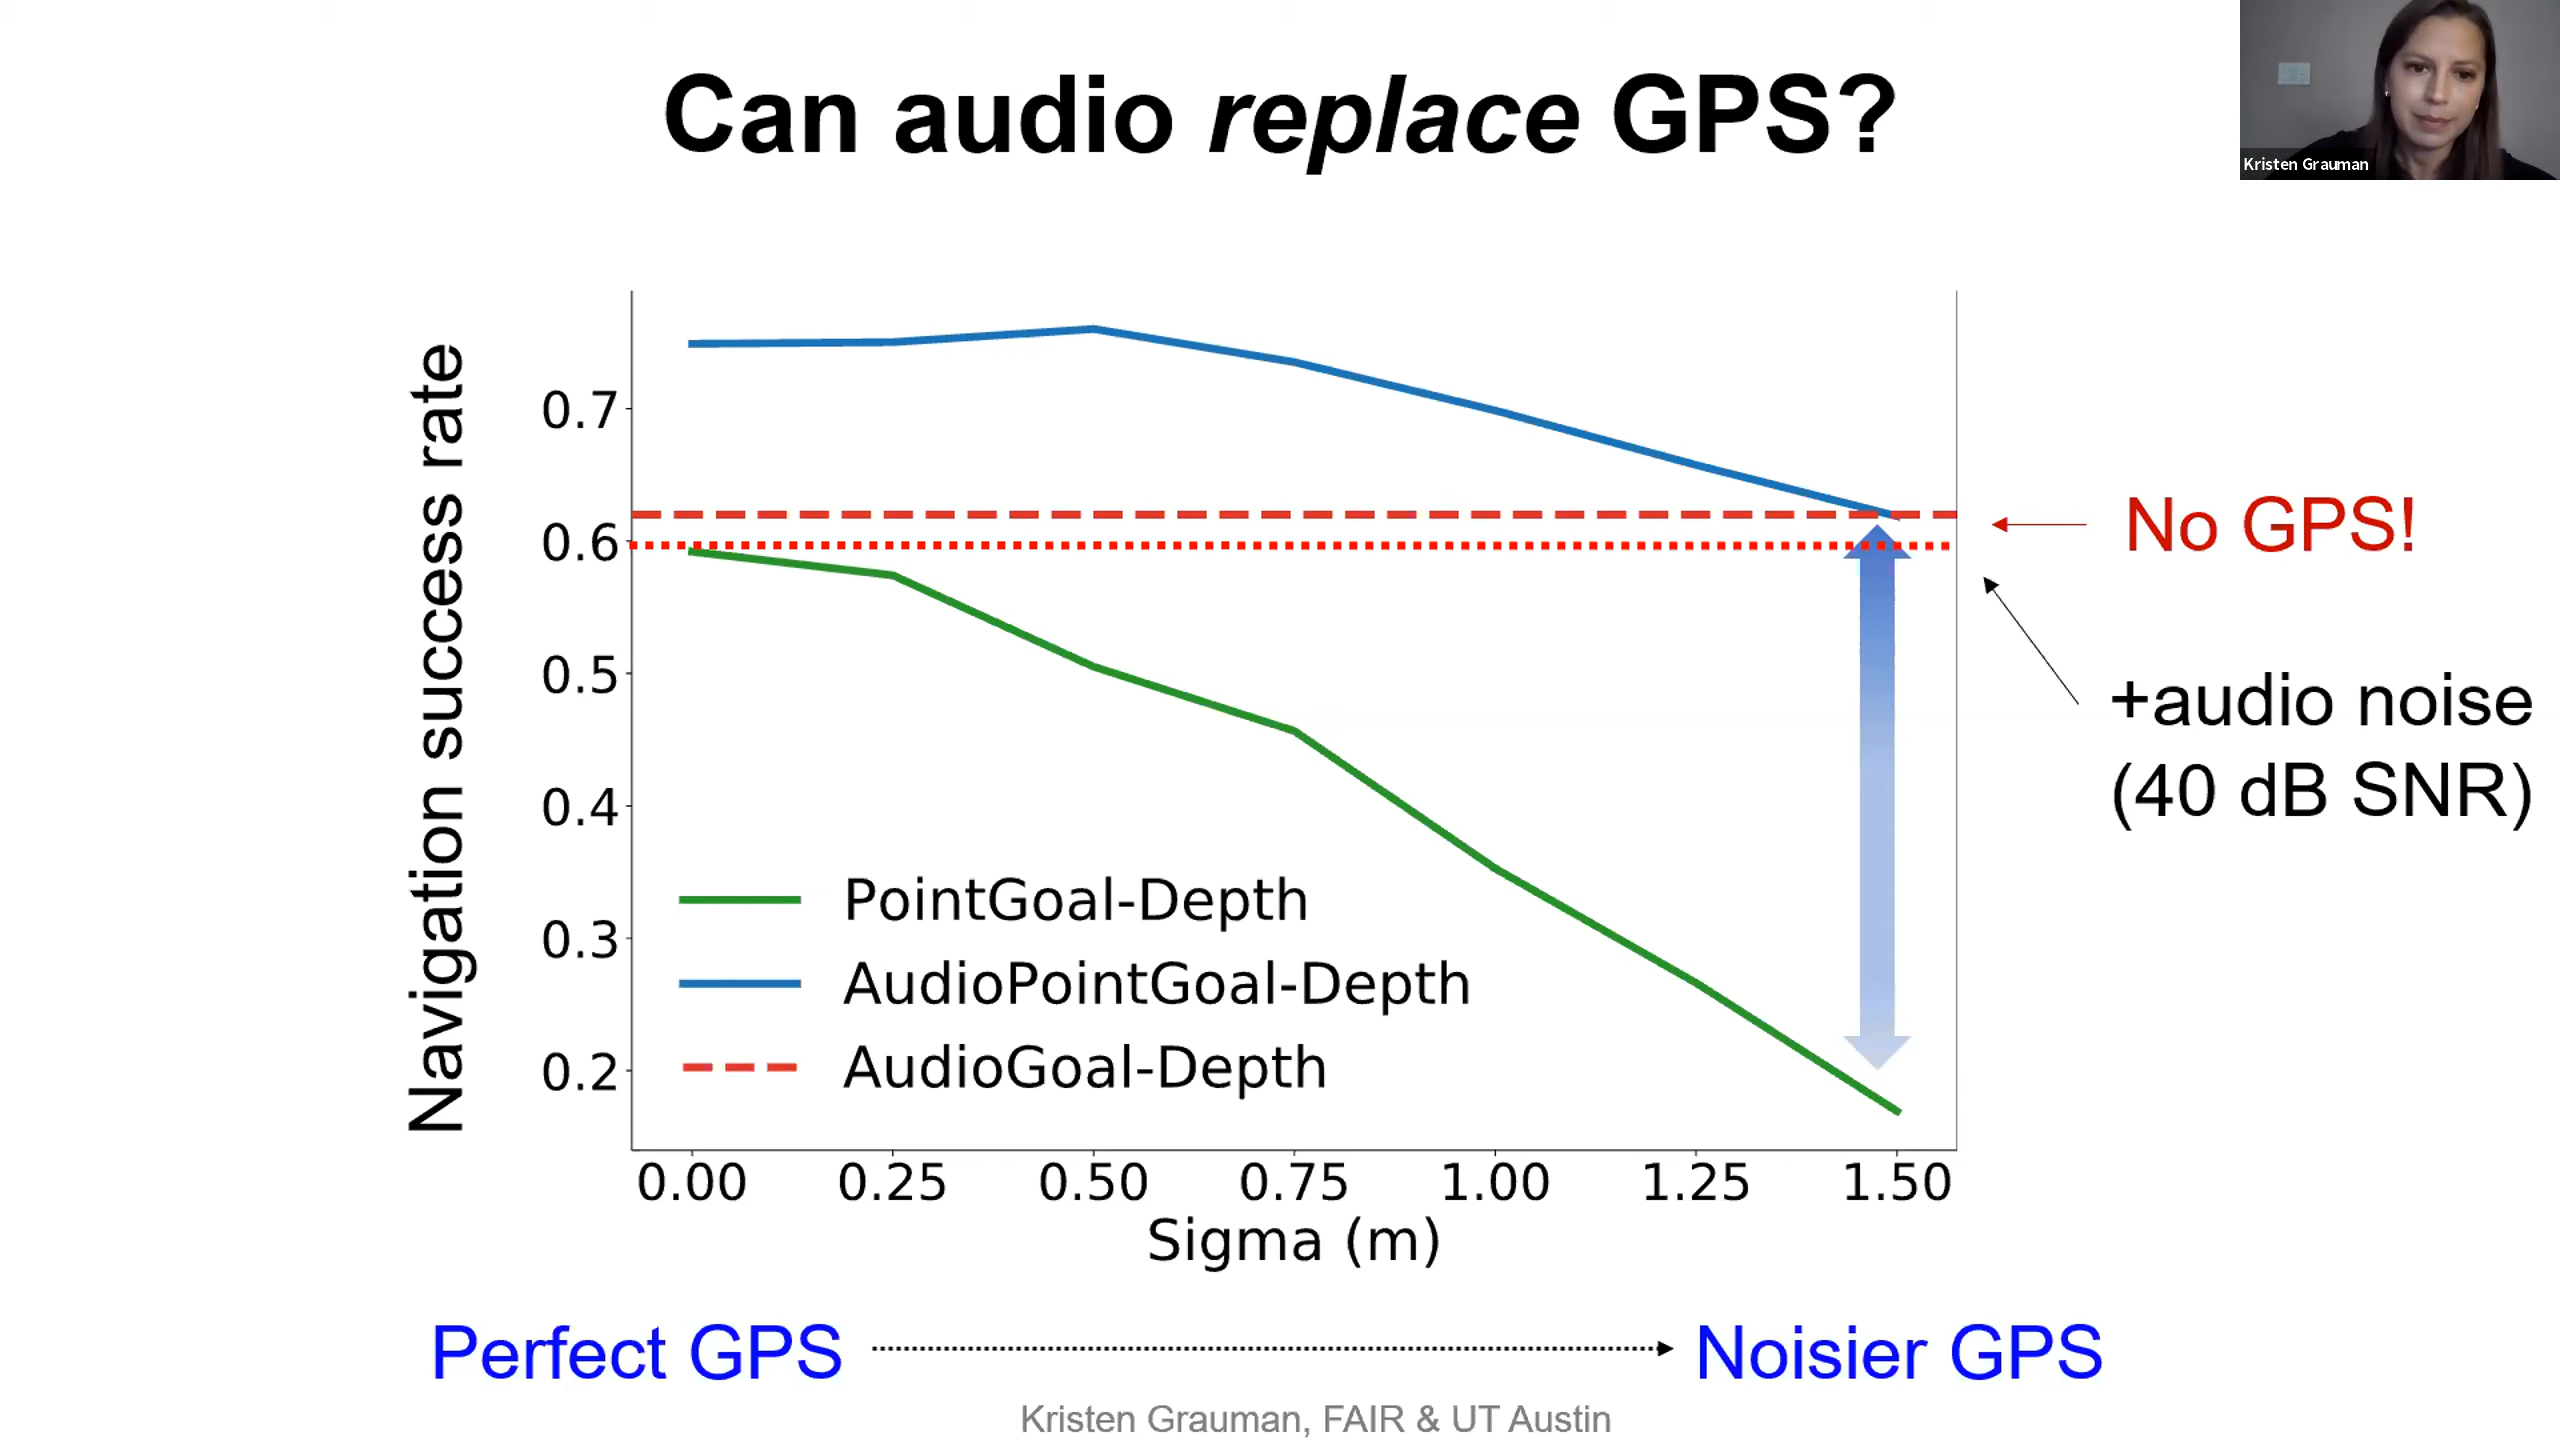 Can audio replace GPS?
Kristen Grauman
Navigation success rate
0.7
0.6
0.5
0.4
0.3
0.2
PointGoal-Depth
AudioPointGoal-Depth
AudioGoal-Depth
0.00 0.25 0.50 0.75 1.00 1.25 1.50
Sigma (m)
No GPS!
+audio noise
(40 dB SNR)
Perfect GPS
Noisier GPS
Kristen Grauman, FAIR & UT Austin